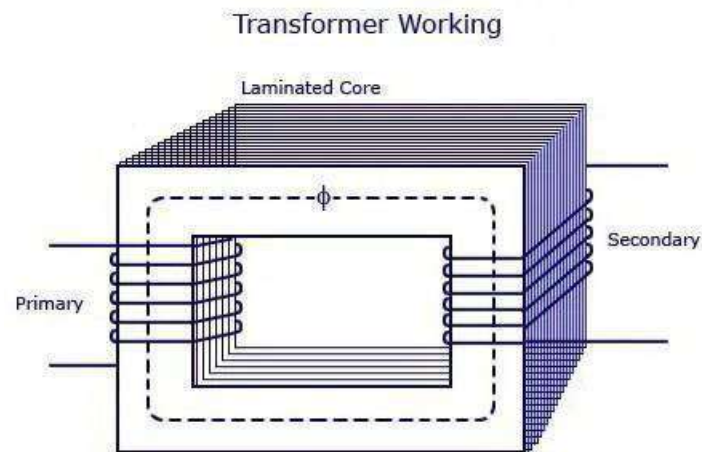 Transformer Working
Laminated Core
ϕ
Secondary
Primary